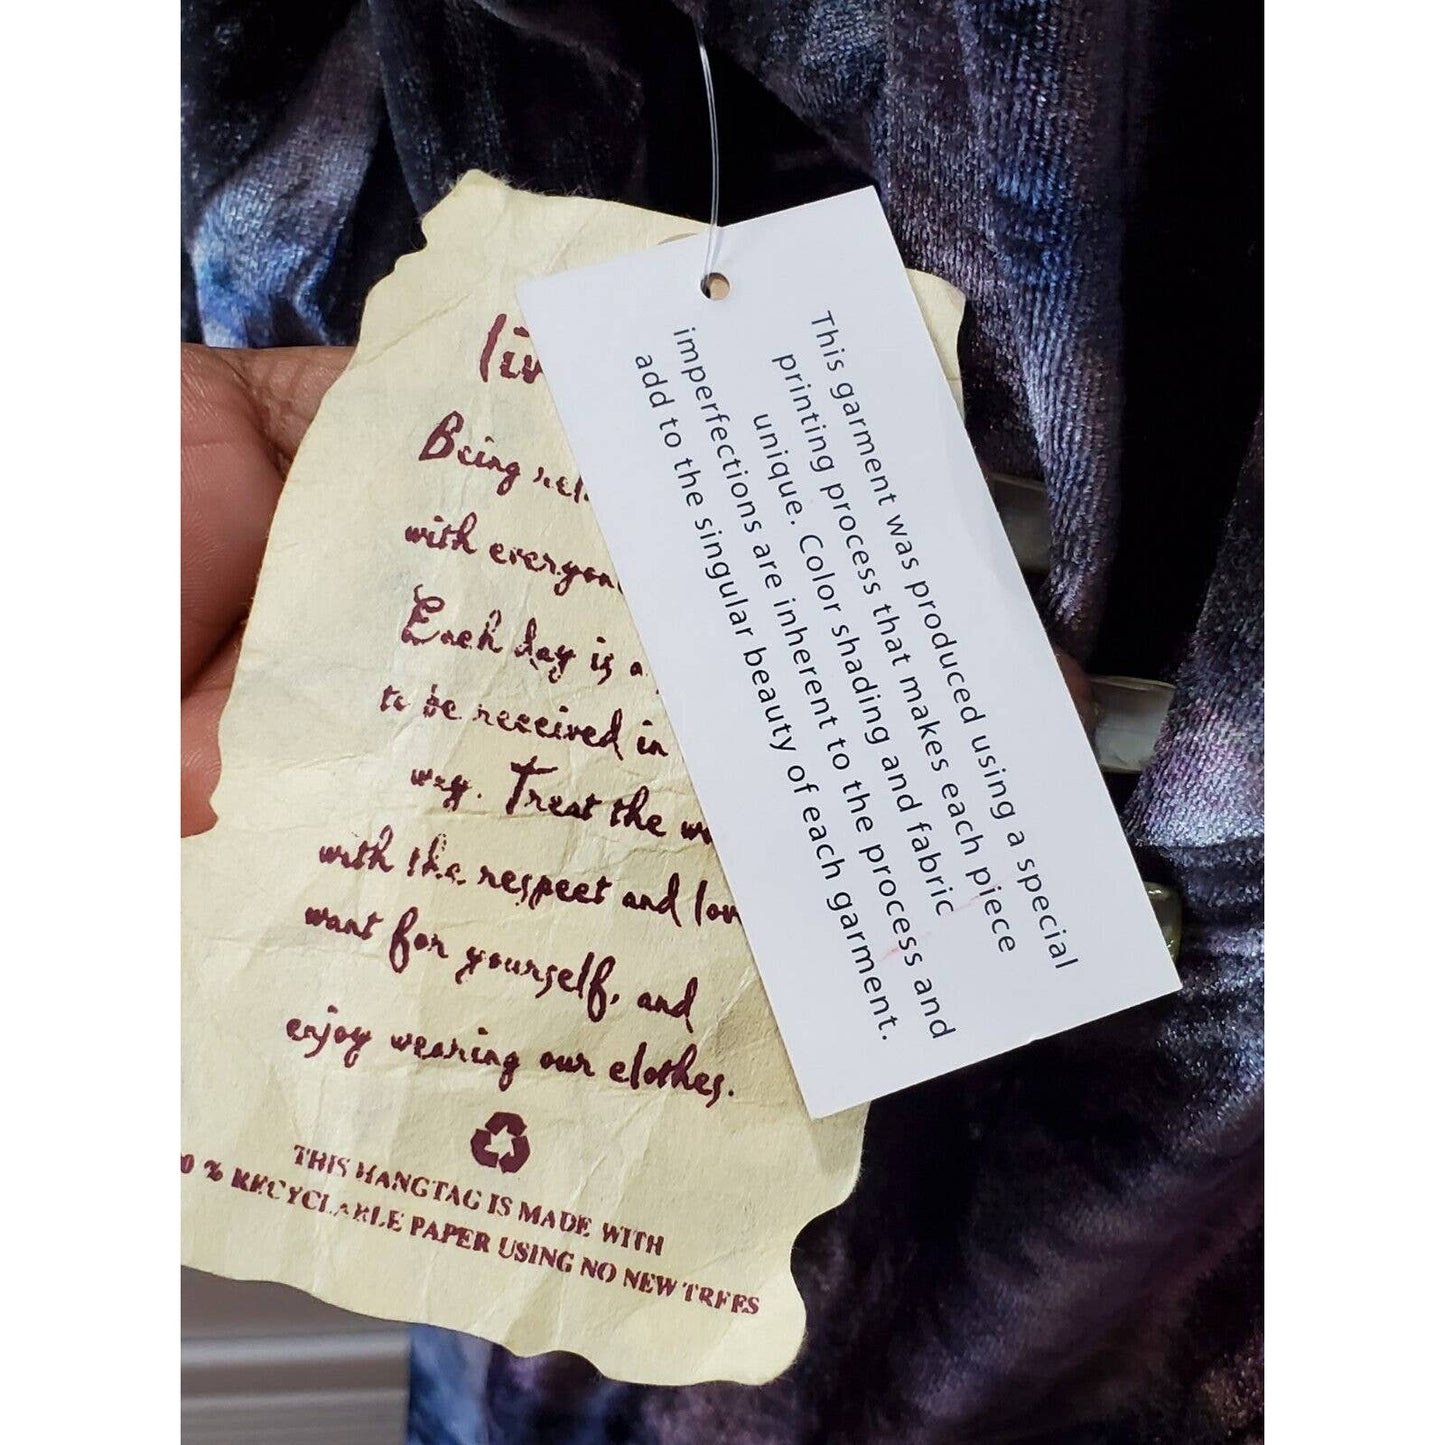 Being
with
Each day is a
to be received in
way. Treat the
with the respect and
want for yourself, and
enjoy wearing our clothes.
THIS HANGTAG IS MADE WITH
% RECYCLABLE PAPER USING NO NEW TREES
This garment was produced using a special
printing process that makes each piece
unique. Color shading and fabric
imperfections are inherent to the process and
add to the singular beauty of each garment.